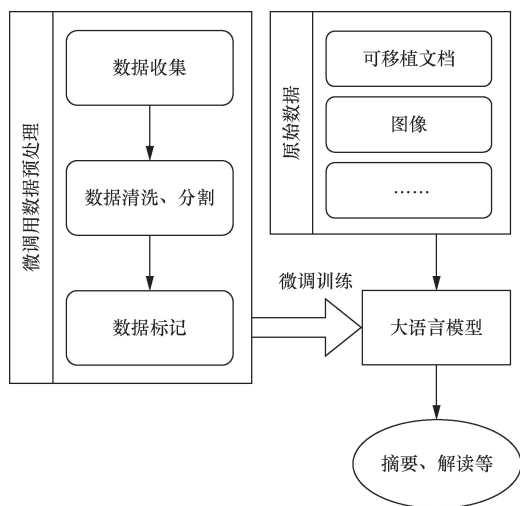 微调用数据预处理
数据收集
数据清洗、分割
数据标记
原始数据
可移植文档
图像
……
微调训练
大语言模型
摘要、解读等